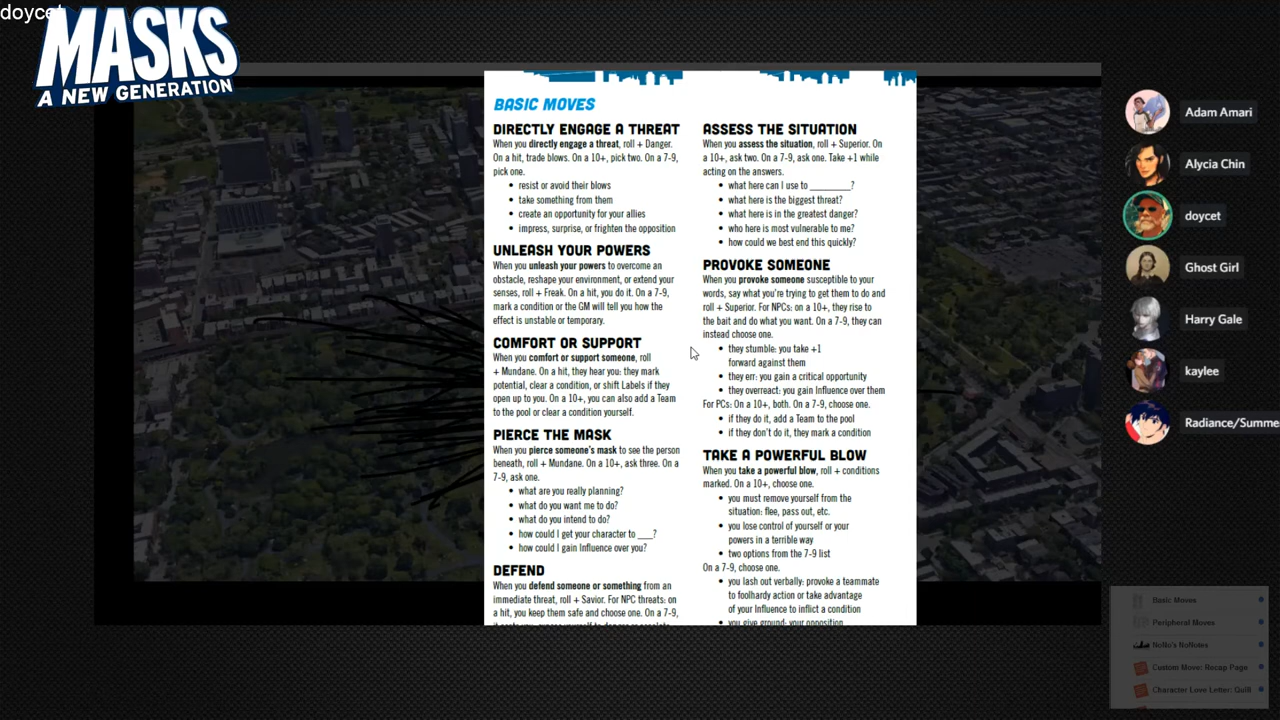 doycet
MASKS
A NEW GENERATION
BASIC MOVES
DIRECTLY ENGAGE A THREAT
When you directly engage a threat, roll + Danger.
On a hit, trade blows. On a 10+, pick two. On a 7-9,
pick one.
• resist or avoid their blows
• take something from them
• create an opportunity for your allies
• impress, surprise, or frighten the opposition
UNLEASH YOUR POWERS
When you unleash your powers to overcome an
obstacle, reshape your environment, or extend your
senses, roll + Freak. On a hit, you do it. On a 7-9,
mark a condition or the GM will tell you how the
effect is unstable or temporary.
COMFORT OR SUPPORT
When you comfort or support someone, roll
+ Mundane. On a hit, they hear you: they mark
potential, clear a condition, or shift Labels if they
open up to you. On a 10+, you can also add a Team
to the pool or clear a condition yourself.
PIERCE THE MASK
When you pierce someone's mask to see the person
beneath, roll + Mundane. On a 10+, ask three. On a
7-9, ask one.
• what are you really planning?
• what do you want me to do?
• what do you intend to do?
• how could I get your character to ___?
• how could I gain Influence over you?
DEFEND
When you defend someone or something from an
immediate threat, roll + Savior. For NPC threats: on
a hit, you keep them safe and choose one. On a 7-9,
ASSESS THE SITUATION
When you assess the situation, roll + Superior. On
a 10+, ask two. On a 7-9, ask one. Take +1 while
acting on the answers.
• what here can I use to ________?
• what here is the biggest threat?
• what here is in the greatest danger?
• who here is most vulnerable to me?
• how could we best end this quickly?
PROVOKE SOMEONE
When you provoke someone susceptible to your
words, say what you're trying to get them to do and
roll + Superior. For NPCs: on a 10+, they rise to
the bait and do what you want. On a 7-9, they can
instead choose one.
• they stumble: you take +1
forward against them
• they err: you gain a critical opportunity
• they overreact: you gain Influence over them
For PCs: On a 10+, both. On a 7-9, choose one.
• if they do it, add a Team to the pool
• if they don't do it, they mark a condition
TAKE A POWERFUL BLOW
When you take a powerful blow, roll + conditions
marked. On a 10+, choose one.
• you must remove yourself from the
situation: flee, pass out, etc.
• you lose control of yourself or your
powers in a terrible way
• two options from the 7-9 list
On a 7-9, choose one.
• you lash out verbally: provoke a teammate
to foolhardy action or take advantage
of your Influence to inflict a condition
• you give ground: your opposition
Adam Amari
Alycia Chin
doycet
Ghost Girl
Harry Gale
kaylee
Radiance/Summe
Basic Moves
Peripheral Moves
NoNo's NoNotes
Custom Move: Recap Page
Character Love Letter: Quill